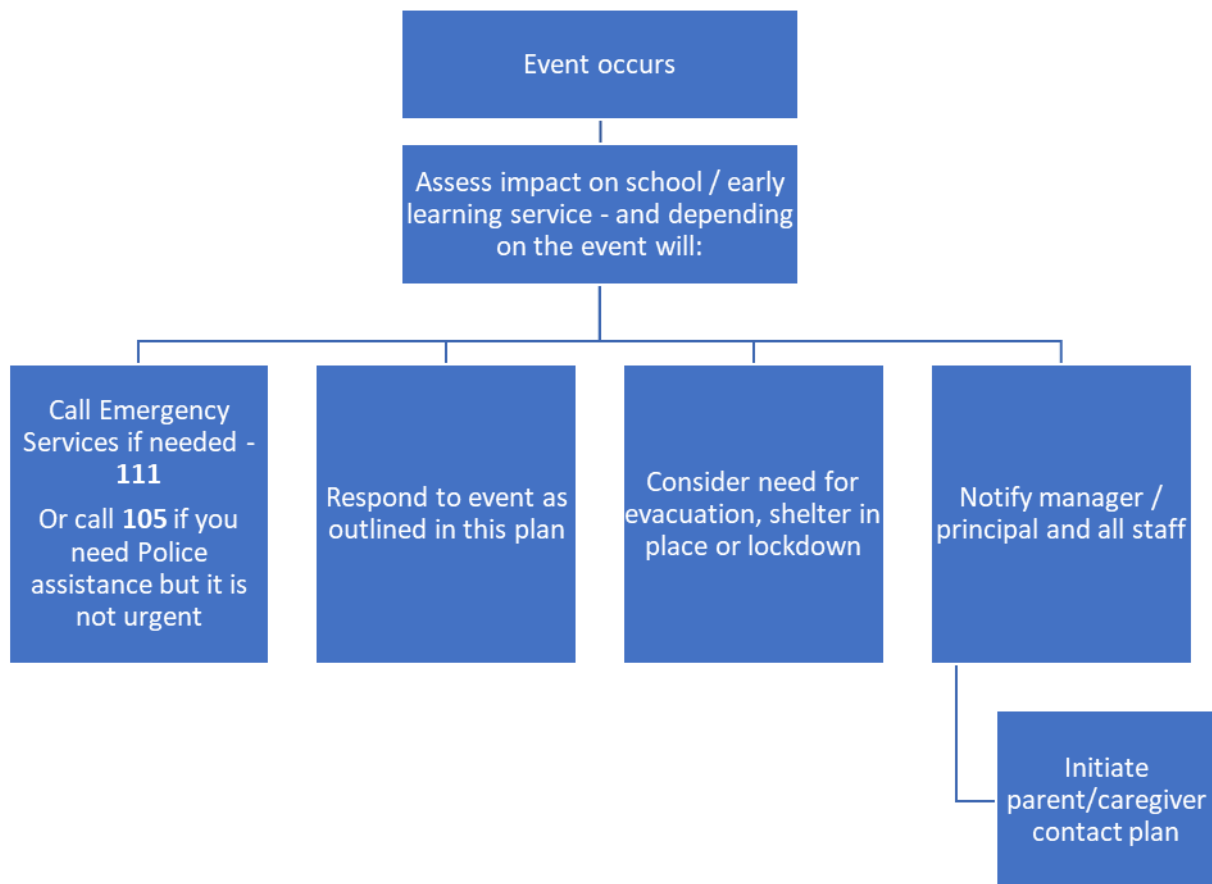 Event occurs
Assess impact on school / early
learning service - and depending
on the event will:
Call Emergency
Services if needed -
111
Or call 105 if you
need Police
assistance but it is
not urgent
Respond to event as
outlined in this plan
Consider need for
evacuation, shelter in
place or lockdown
Notify manager /
principal and all staff
Initiate
parent/caregiver
contact plan